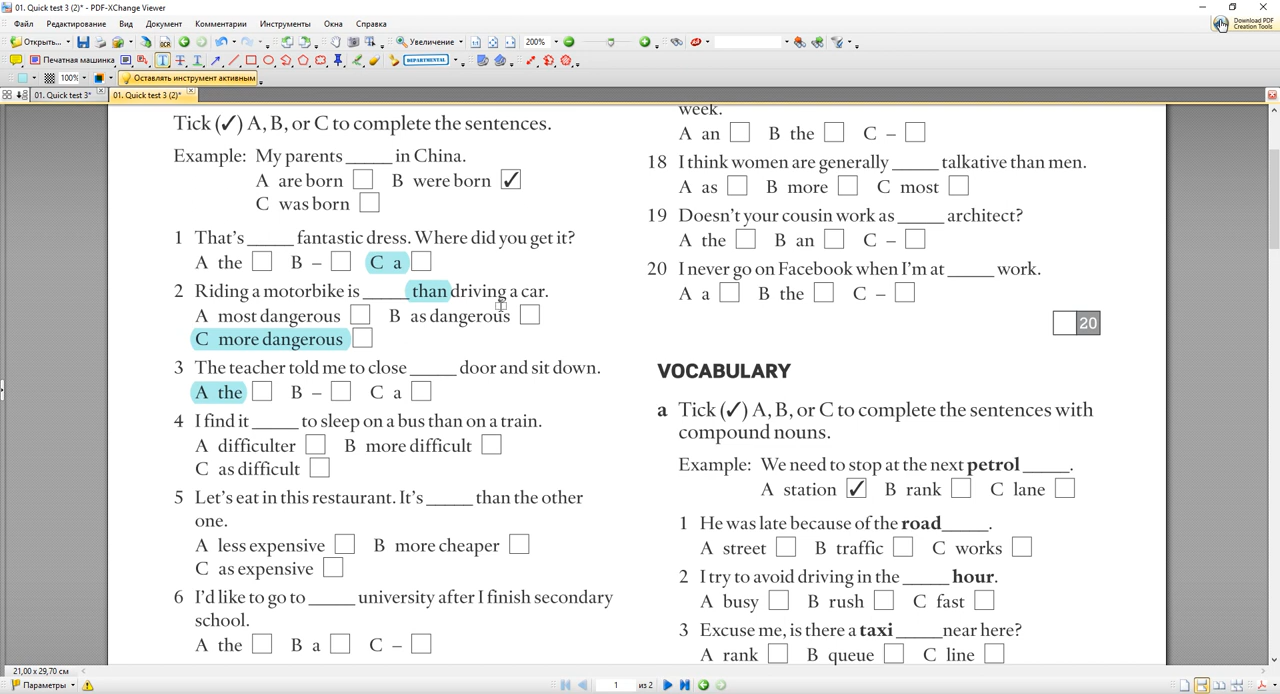 01. Quick test 3 (2)* - PDF-XChange Viewer
Файл Редактирование Вид Документ Комментарии Инструменты Окна Справка
Download PDF Creation Tools
Открыть... OCR Увеличение 200%
Печатная машинка DEPARTMENTAL
100% Оставлять инструмент активным
01. Quick test 3* 01. Quick test 3 (2)*
Tick (✓) A, B, or C to complete the sentences.
Example: My parents _____ in China.
A are born B were born ✓
C was born
1 That's _____ fantastic dress. Where did you get it?
A the B – C a
2 Riding a motorbike is _____ than driving a car.
A most dangerous B as dangerous
C more dangerous
3 The teacher told me to close _____ door and sit down.
A the B – C a
4 I find it _____ to sleep on a bus than on a train.
A difficulter B more difficult
C as difficult
5 Let's eat in this restaurant. It's _____ than the other
one.
A less expensive B more cheaper
C as expensive
6 I'd like to go to _____ university after I finish secondary
school.
A the B a C –
week.
A an B the C –
18 I think women are generally _____ talkative than men.
A as B more C most
19 Doesn't your cousin work as _____ architect?
A the B an C –
20 I never go on Facebook when I'm at _____ work.
A a B the C –
20
VOCABULARY
a Tick (✓) A, B, or C to complete the sentences with
compound nouns.
Example: We need to stop at the next petrol _____.
A station ✓ B rank C lane
1 He was late because of the road_____.
A street B traffic C works
2 I try to avoid driving in the _____ hour.
A busy B rush C fast
3 Excuse me, is there a taxi _____ near here?
A rank B queue C line
21,00 x 29,70 см
Параметры 1 из 2